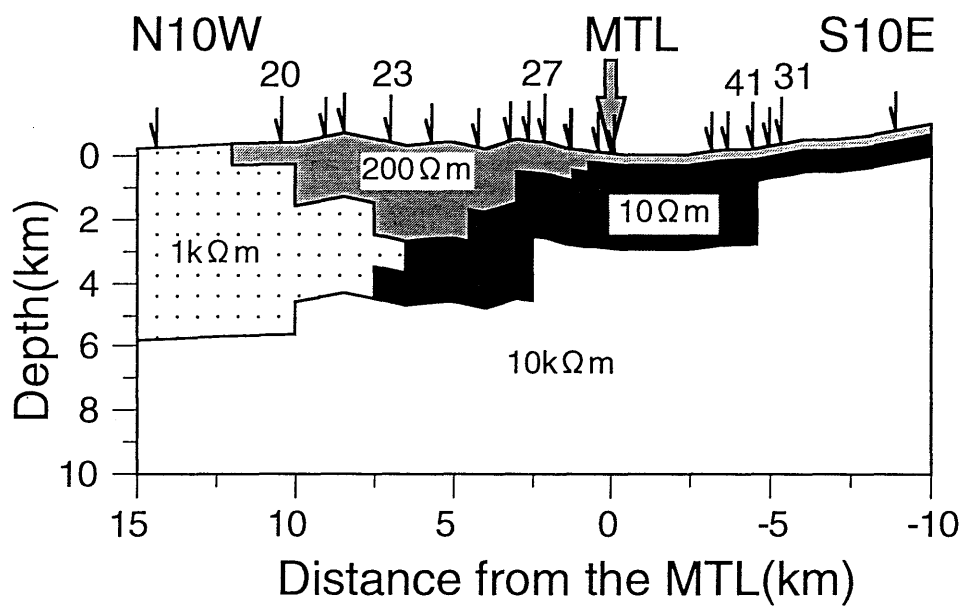 N10W MTL S10E
20 23 27 41 31
0
2
4
6
8
10
Depth(km)
200Ωm
10Ωm
1kΩm
10kΩm
15 10 5 0 -5 -10
Distance from the MTL(km)